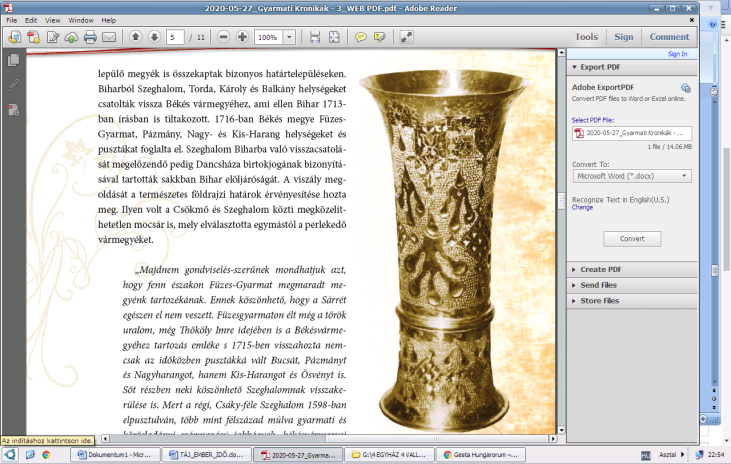 2020-05-27_Gyarmati Kronikák - 3_WEB PDF.pdf - Adobe Reader
File Edit View Window Help
5 / 11 100% Tools Sign Comment
Sign In
lepülő megyék is összekaptak bizonyos határtelepüléseken.
Biharból Szeghalom, Torda, Károly és Balkány helységeket
csatolták vissza Békés vármegyéhez, ami ellen Bihar 1713-
ban írásban is tiltakozott. 1716-ban Békés megye Füzes-
Gyarmat, Pázmány, Nagy- és Kis-Harang helységeket és
pusztákat foglalta el. Szeghalom Biharba való visszacsatolá-
sát megelőzendő pedig Dancsháza birtokjogának bizonyítá-
sával tartották sakkban Bihar elöljáróságát. A viszály meg-
oldását a természetes földrajzi határok érvényesítése hozta
meg. Ilyen volt a Csökmő és Szeghalom közti megközelít-
hetetlen mocsár is, mely elválasztotta egymástól a perlekedő
vármegyéket.
„Majdnem gondviselés-szerűnek mondhatjuk azt,
hogy fenn északon Füzes-Gyarmat megmaradt me-
gyénk tartozékának. Ennek köszönhető, hogy a Sárrét
egészen el nem veszett. Füzesgyarmaton élt még a török
uralom, még Thököly Imre idejében is a Békésvárme-
gyéhez tartozás emléke s 1715-ben visszahozta nem-
csak az időközben pusztákká vált Bucsát, Pázmányt
és Nagyharangot, hanem Kis-Harangot és Ösvényt is.
Sőt részben neki köszönhető Szeghalomnak visszake-
rülése is. Mert a régi, Csáky-féle Szeghalom 1598-ban
elpusztulván, több mint félszázad múlva gyarmati és
Export PDF
Adobe ExportPDF
Convert PDF files to Word or Excel online.
Select PDF File:
2020-05-27_Gyarmati Kronikák - ...
1 file / 14.06 MB
Convert To:
Microsoft Word (*.docx)
Recognize Text in English(U.S.)
Change
Convert
Create PDF
Send Files
Store Files
Az indításhoz kattintson ide.
Dokumentum1 - Micr... TÁJ_EMBER_IDŐ.do... 2020-05-27_Gyarma... G:\4 EGYHÁZ 4 VALL... Gesta Hungarorum –... HU Asztal 22:54